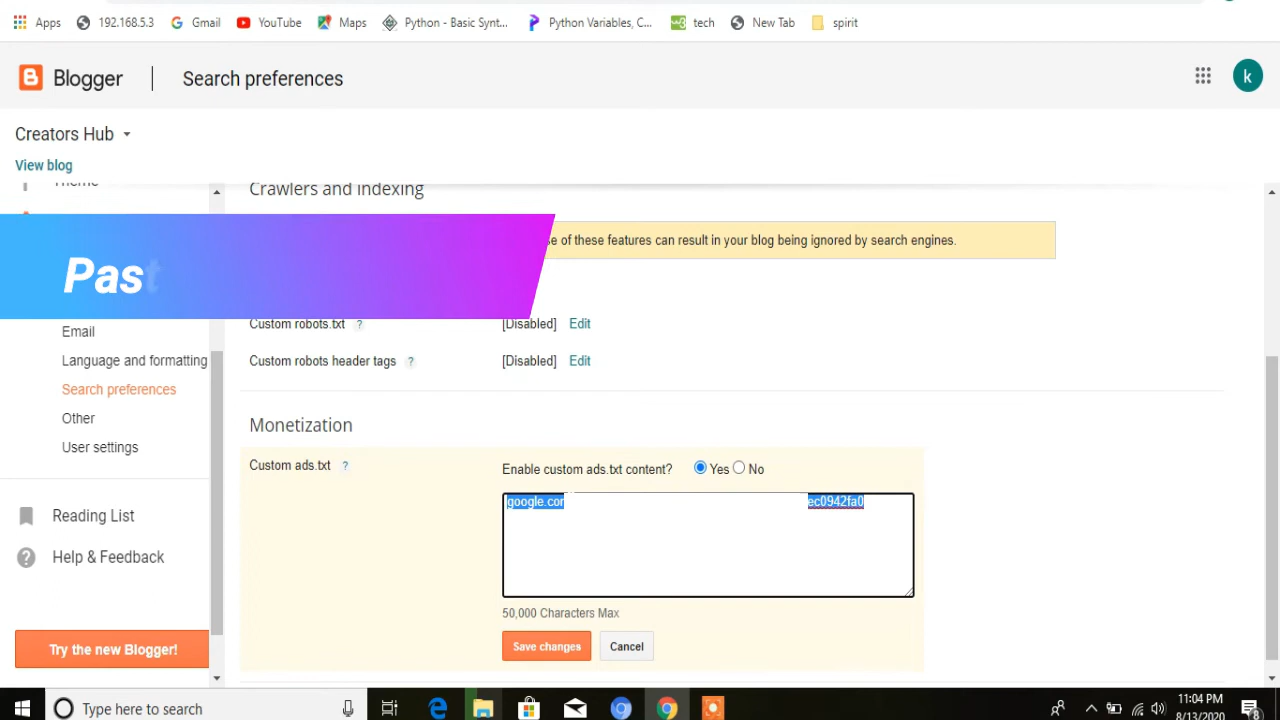 Apps 192.168.5.3 Gmail YouTube Maps Python - Basic Synt... Python Variables, C... tech New Tab spirit
Blogger Search preferences
k
Creators Hub
View blog
Theme
Crawlers and indexing
of these features can result in your blog being ignored by search engines.
Past
Custom robots.txt ? [Disabled] Edit
Email
Custom robots header tags ? [Disabled] Edit
Language and formatting
Search preferences
Other
User settings
Monetization
Custom ads.txt ? Enable custom ads.txt content? Yes No
google.cor ec0942fa0
Reading List
Help & Feedback
50,000 Characters Max
Save changes Cancel
Try the new Blogger!
Type here to search
11:04 PM
8/13/2020
8